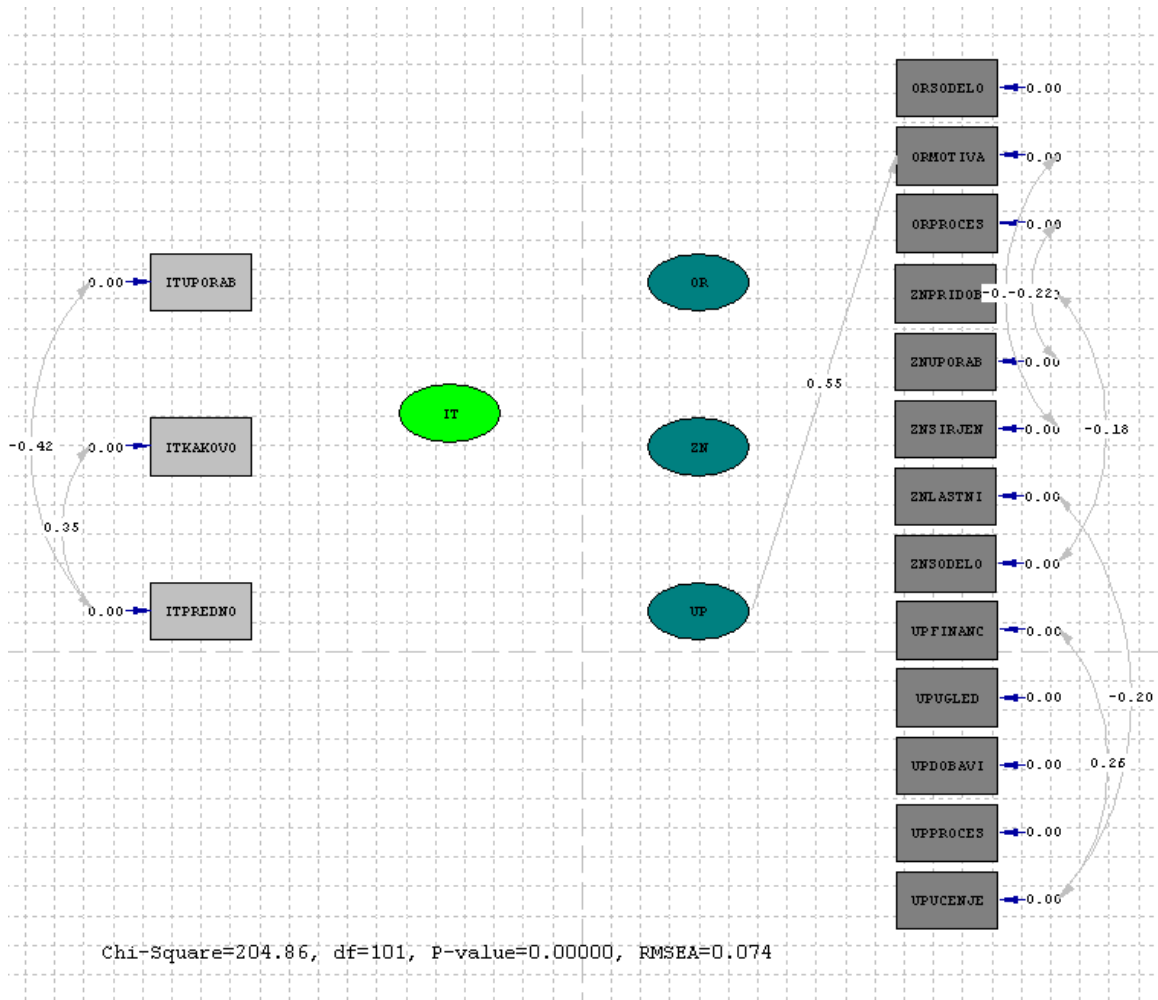 ORSODELO 0.00
ORMOTIVA 0.00
ORPROCES 0.00
0.00 ITUPORAB OR
ZNPRIDOB -0.22
ZNUPORAB 0.00
0.55
IT
ZNSIRJEN 0.00 -0.18
-0.42 0.00 ITKAKOVO ZN
ZNLASTNI 0.00
0.35
ZNSODELO 0.00
0.00 ITPREDNO UP
UPFINANC 0.00
UPUGLED 0.00 -0.20
UPDOBAVI 0.00
UPPROCES 0.00
UPUCENJE 0.00
Chi-Square=204.86, df=101, P-value=0.00000, RMSEA=0.074